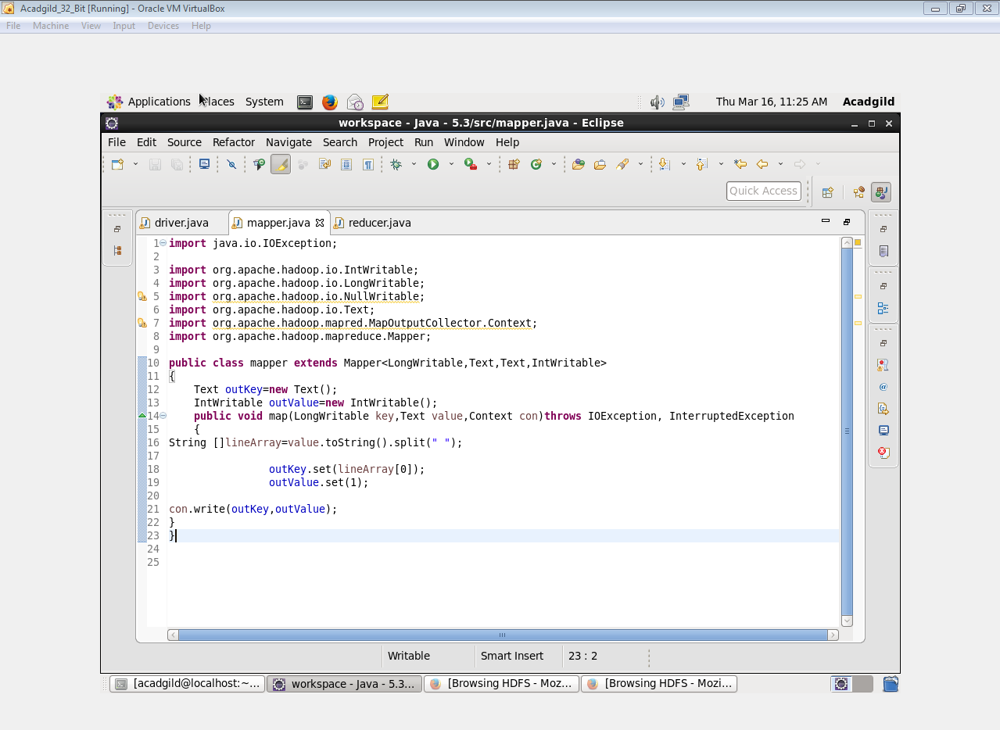 Acadgild_32_Bit [Running] - Oracle VM VirtualBox
File Machine View Input Devices Help
Applications Places System Thu Mar 16, 11:25 AM Acadgild
workspace - Java - 5.3/src/mapper.java - Eclipse
File Edit Source Refactor Navigate Search Project Run Window Help
Quick Access
driver.java mapper.java reducer.java
1 import java.io.IOException;
2
3 import org.apache.hadoop.io.IntWritable;
4 import org.apache.hadoop.io.LongWritable;
5 import org.apache.hadoop.io.NullWritable;
6 import org.apache.hadoop.io.Text;
7 import org.apache.hadoop.mapred.MapOutputCollector.Context;
8 import org.apache.hadoop.mapreduce.Mapper;
9
10 public class mapper extends Mapper<LongWritable,Text,Text,IntWritable>
11 {
12 Text outKey=new Text();
13 IntWritable outValue=new IntWritable();
14 public void map(LongWritable key,Text value,Context con)throws IOException, InterruptedException
15 {
16 String []lineArray=value.toString().split(" ");
17
18 outKey.set(lineArray[0]);
19 outValue.set(1);
20
21 con.write(outKey,outValue);
22 }
23 }
24
25
Writable Smart Insert 23 : 2
[acadgild@localhost:~... workspace - Java - 5.3... [Browsing HDFS - Moz... [Browsing HDFS - Mozi...